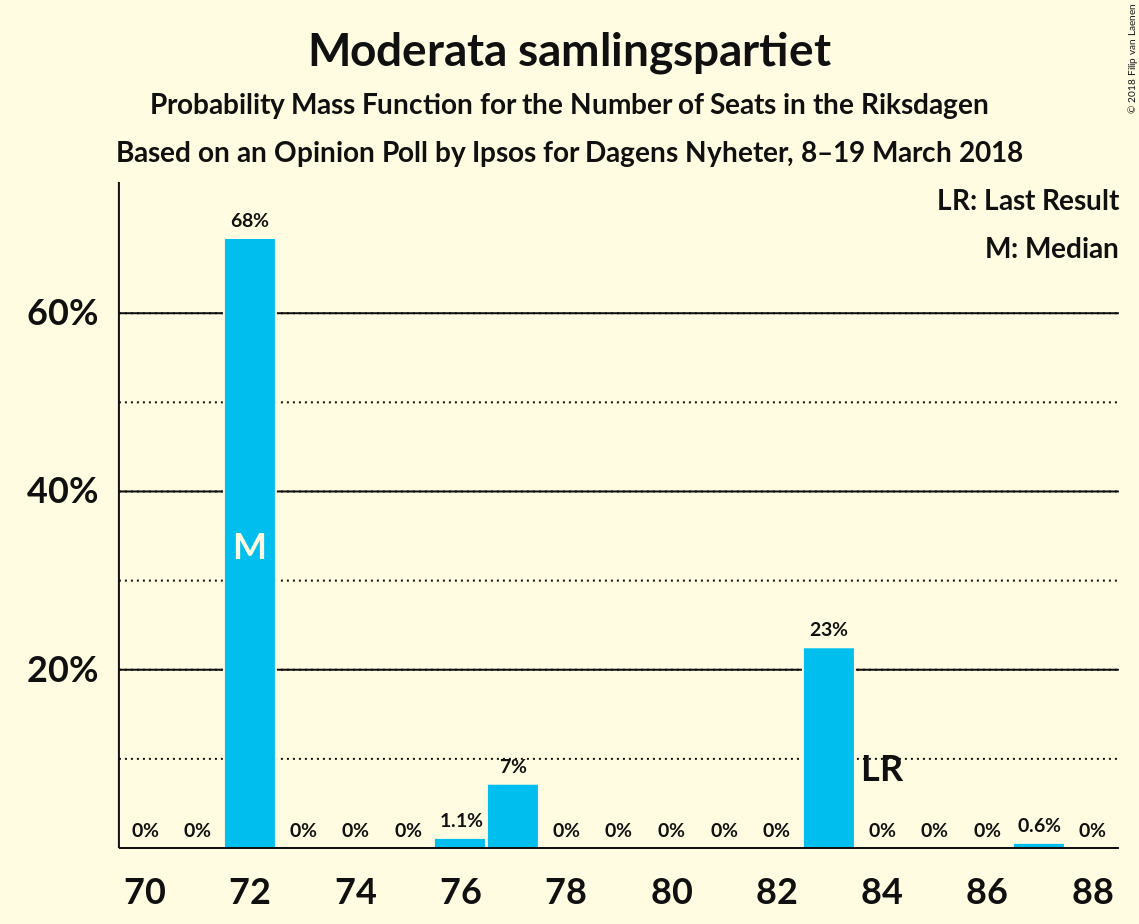 Moderata samlingspartiet
Probability Mass Function for the Number of Seats in the Riksdagen
Based on an Opinion Poll by Ipsos for Dagens Nyheter, 8–19 March 2018
© 2018 Filip van Laenen
LR: Last Result
M: Median
60%
40%
20%
68%
M
23%
LR
7%
0% 0% 0% 0% 0% 1.1% 0% 0% 0% 0% 0% 0% 0% 0% 0.6% 0%
70 72 74 76 78 80 82 84 86 88